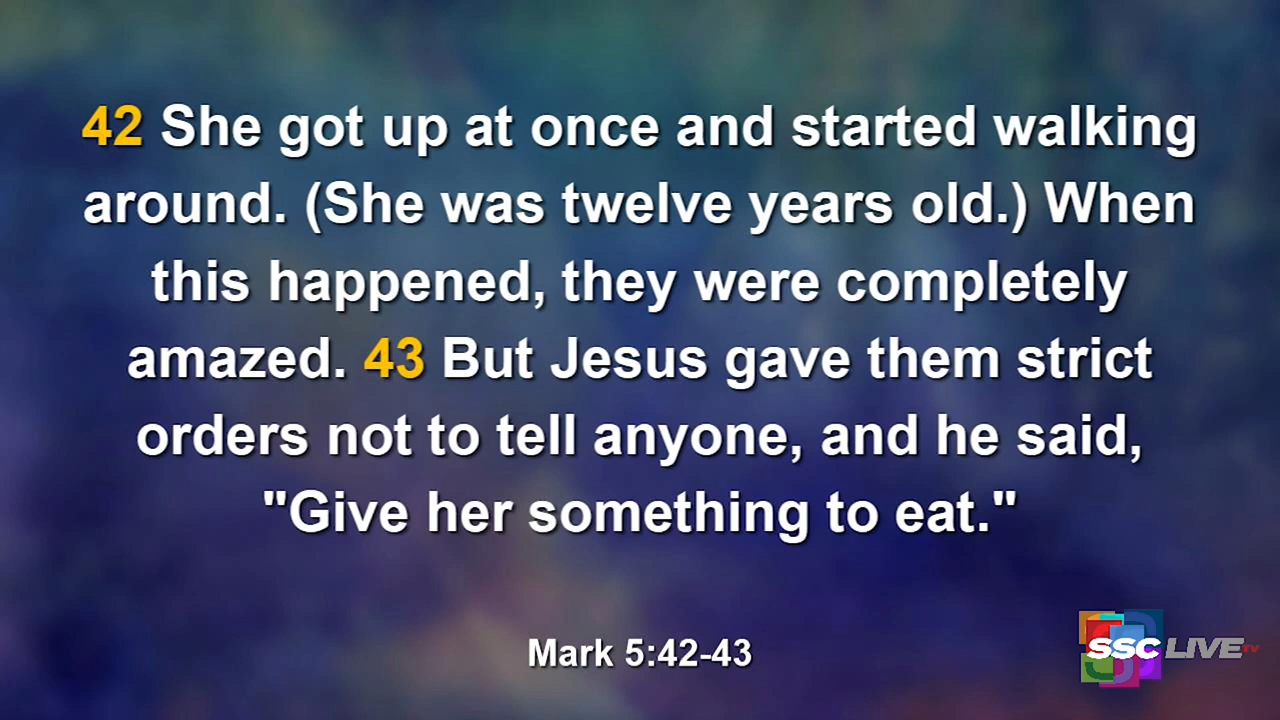 42 She got up at once and started walking
around. (She was twelve years old.) When
this happened, they were completely
amazed. 43 But Jesus gave them strict
orders not to tell anyone, and he said,
"Give her something to eat."
Mark 5:42-43
SSC LIVE TV